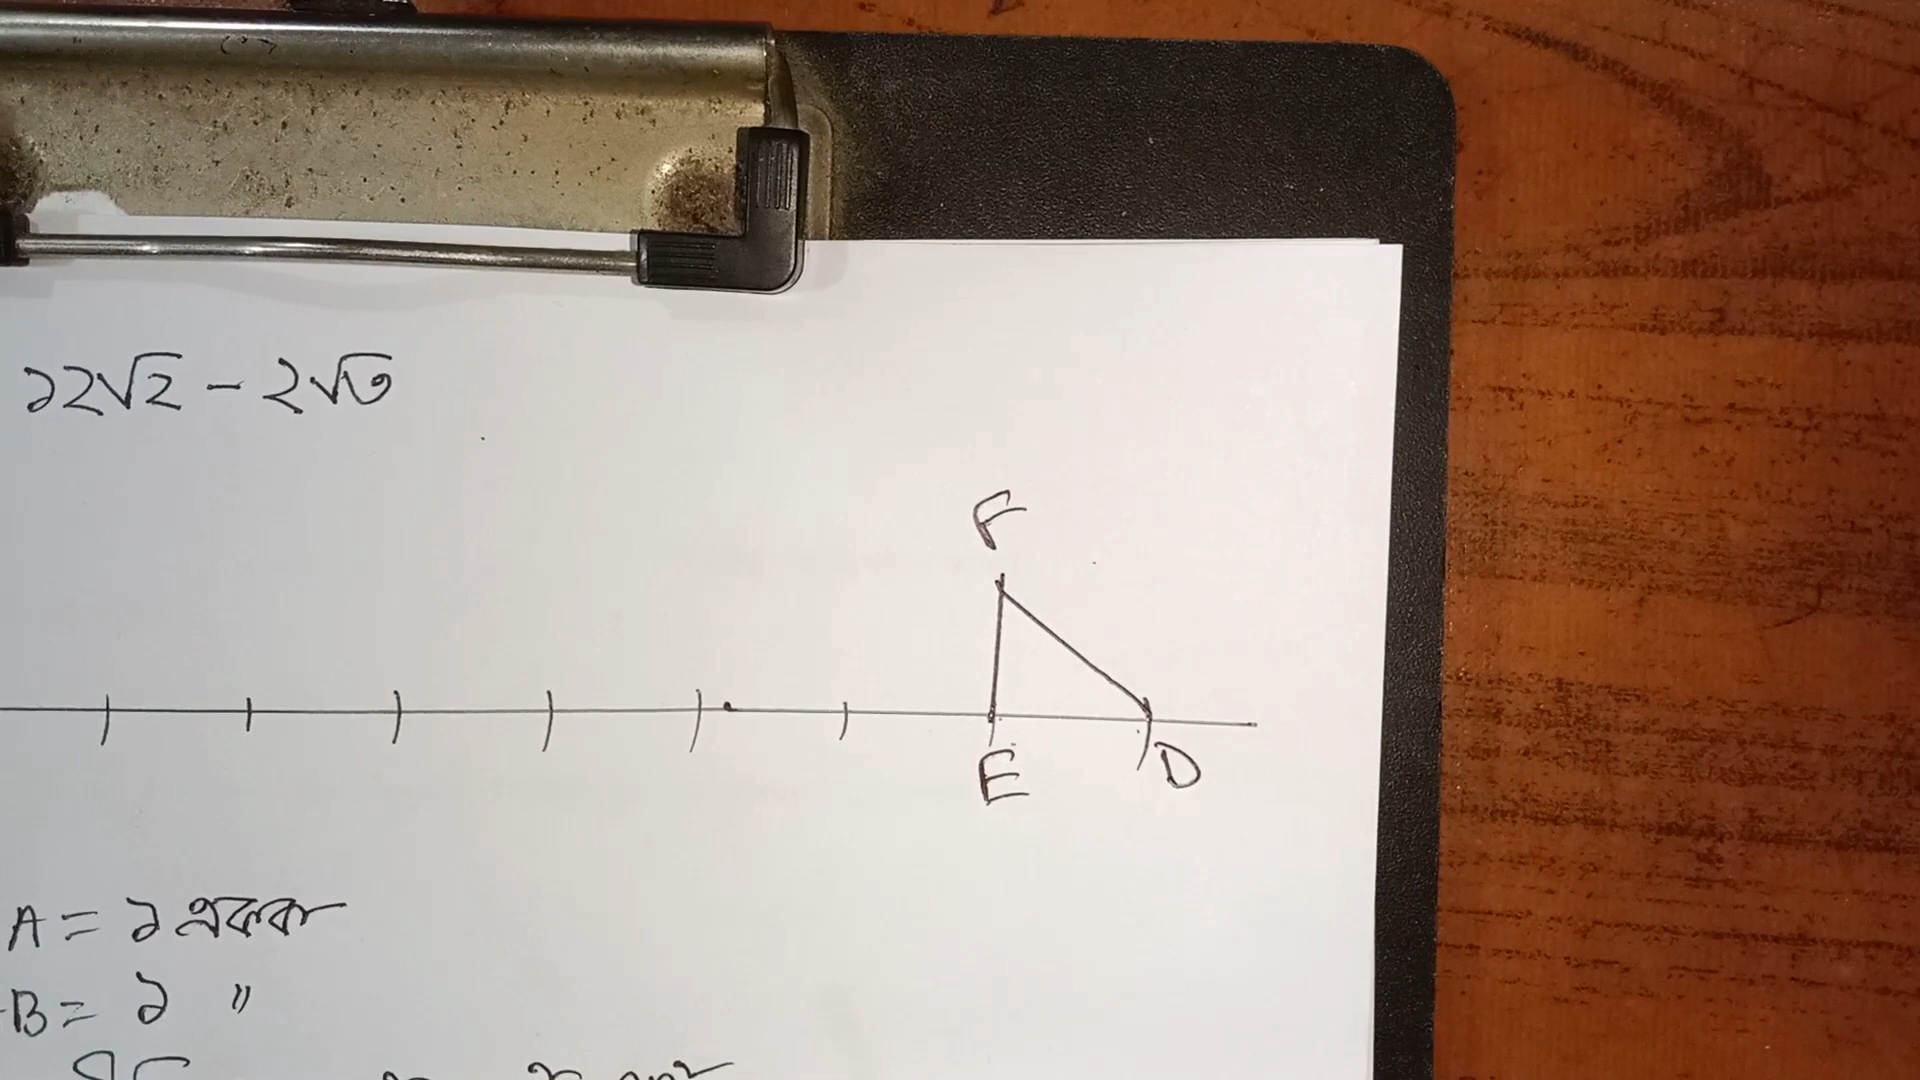 ১২√২ - ২√৩
F
E D
A = ১ একক
B = ১ "